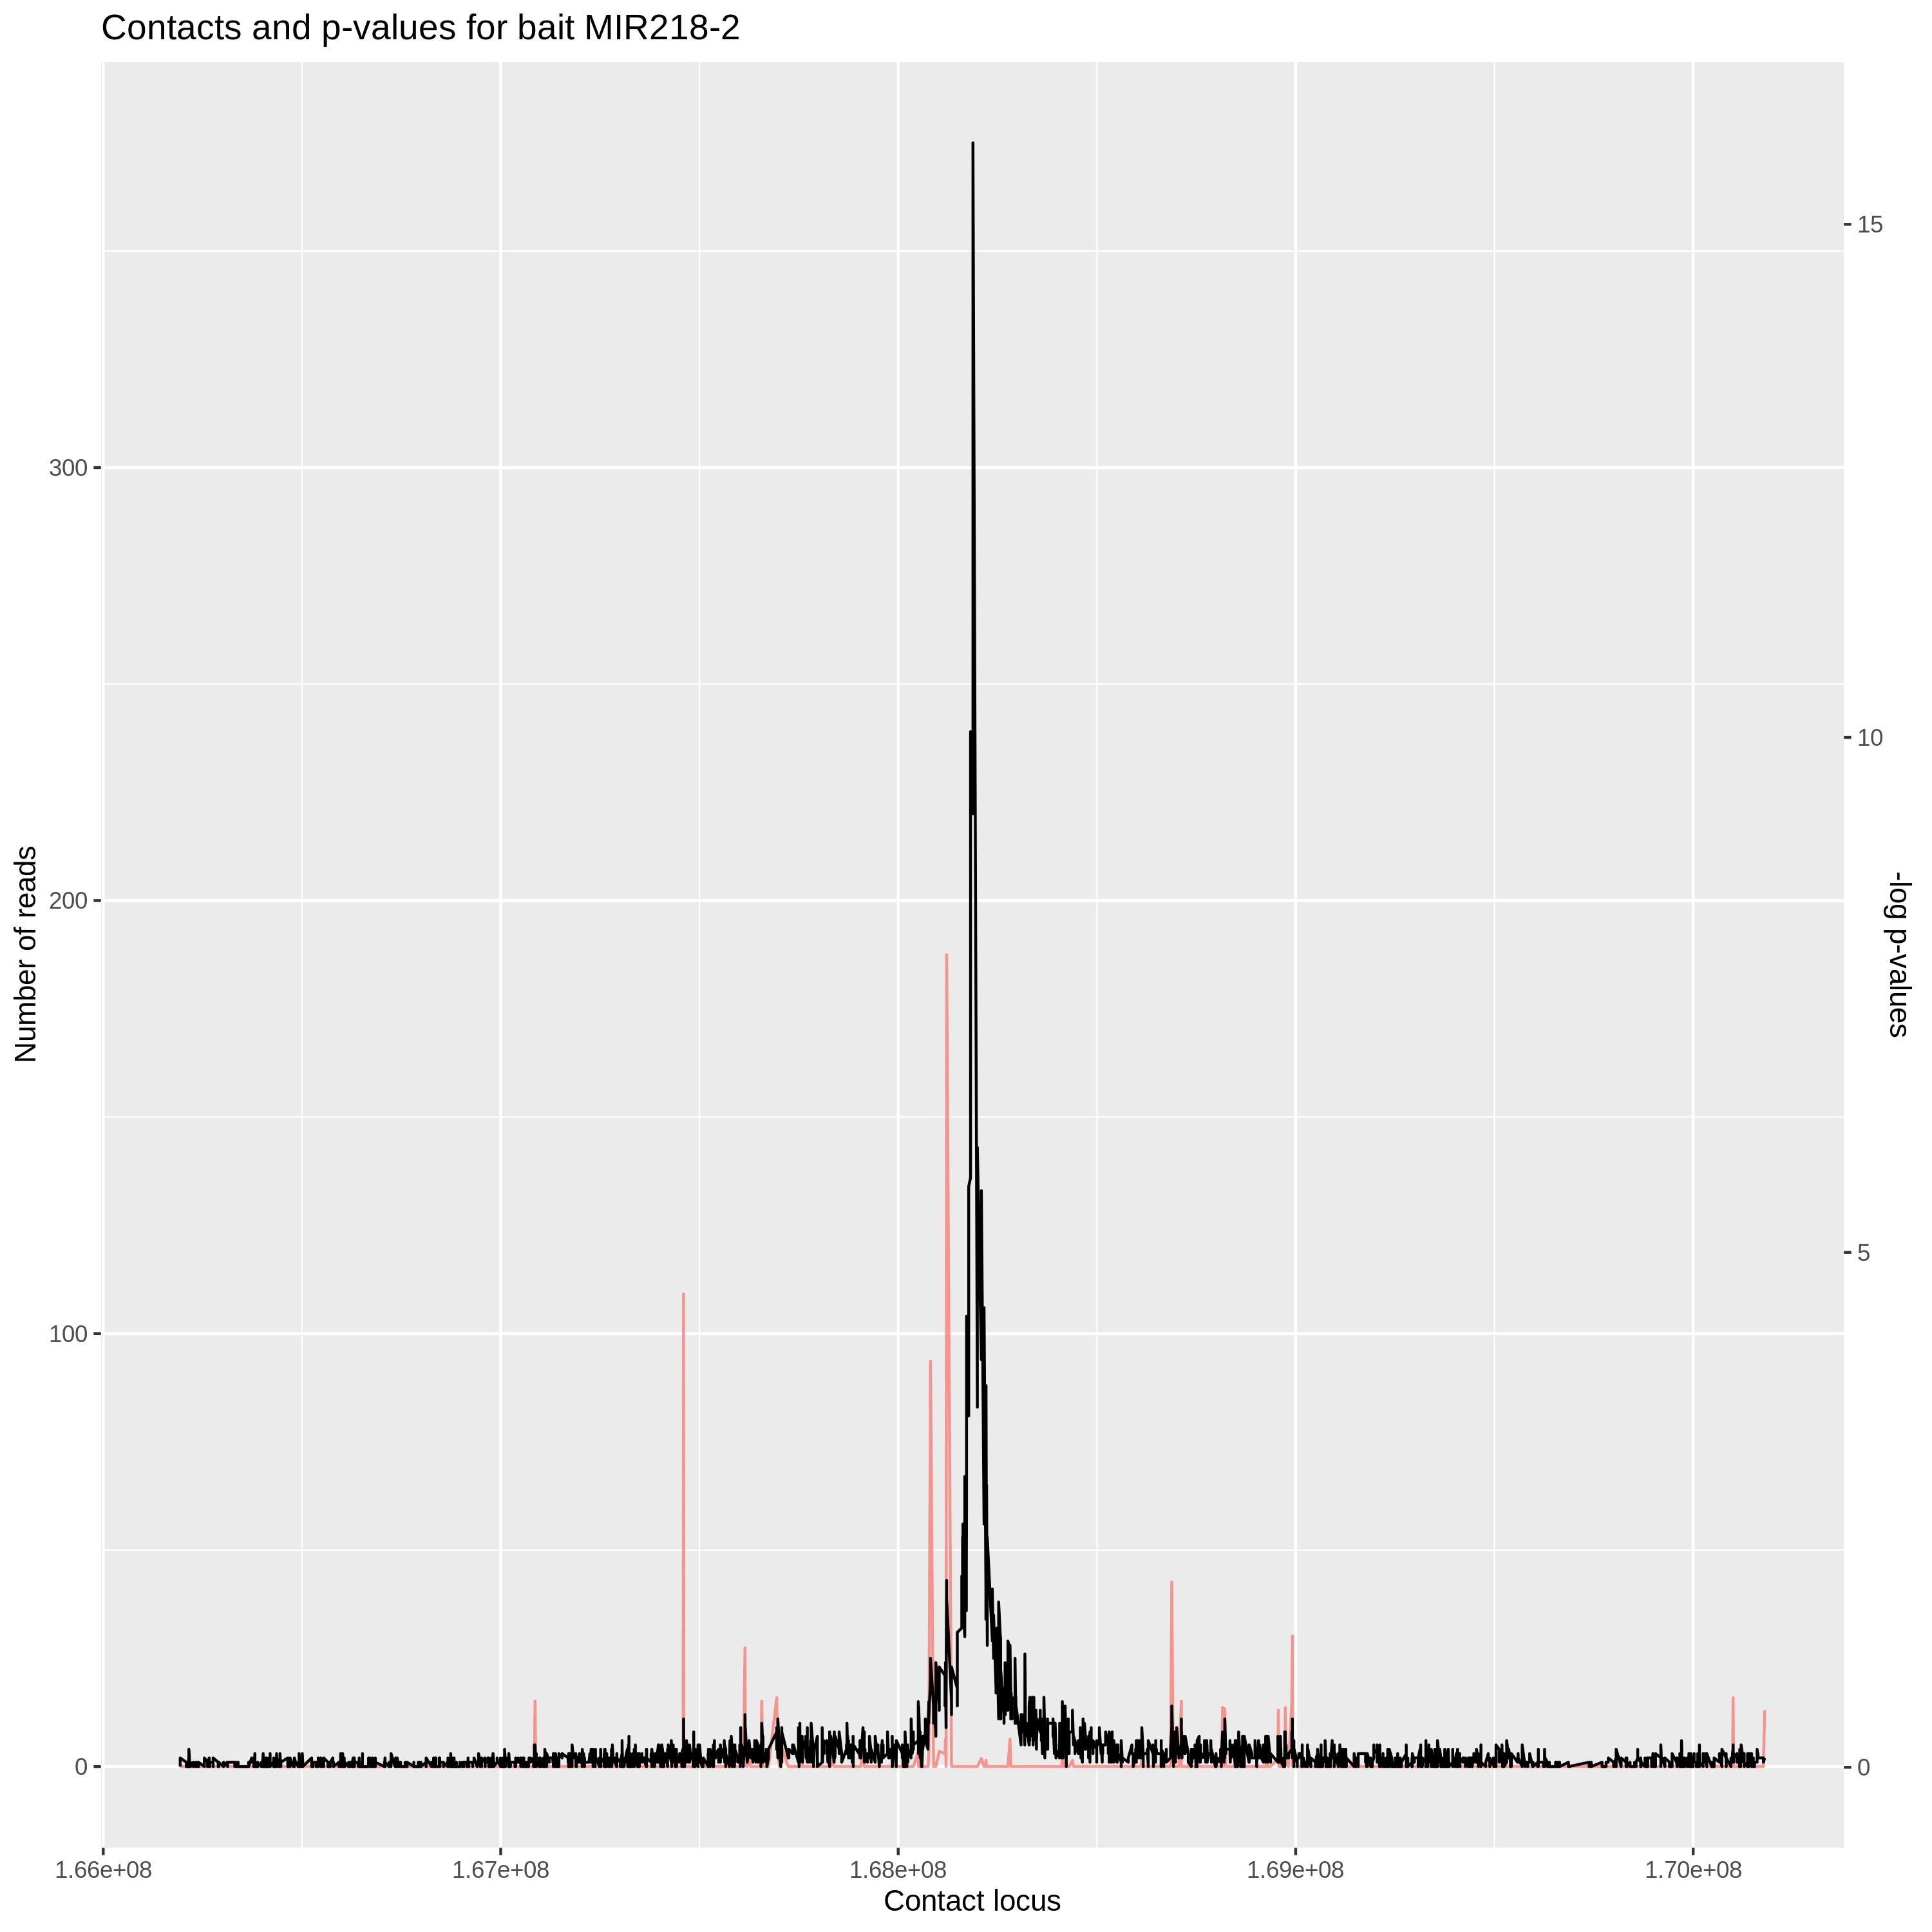 Contacts and p-values for bait MIR218-2
Number of reads
300
200
100
0
15
10
5
0
-log p-values
1.66e+08
1.67e+08
1.68e+08
1.69e+08
1.70e+08
Contact locus